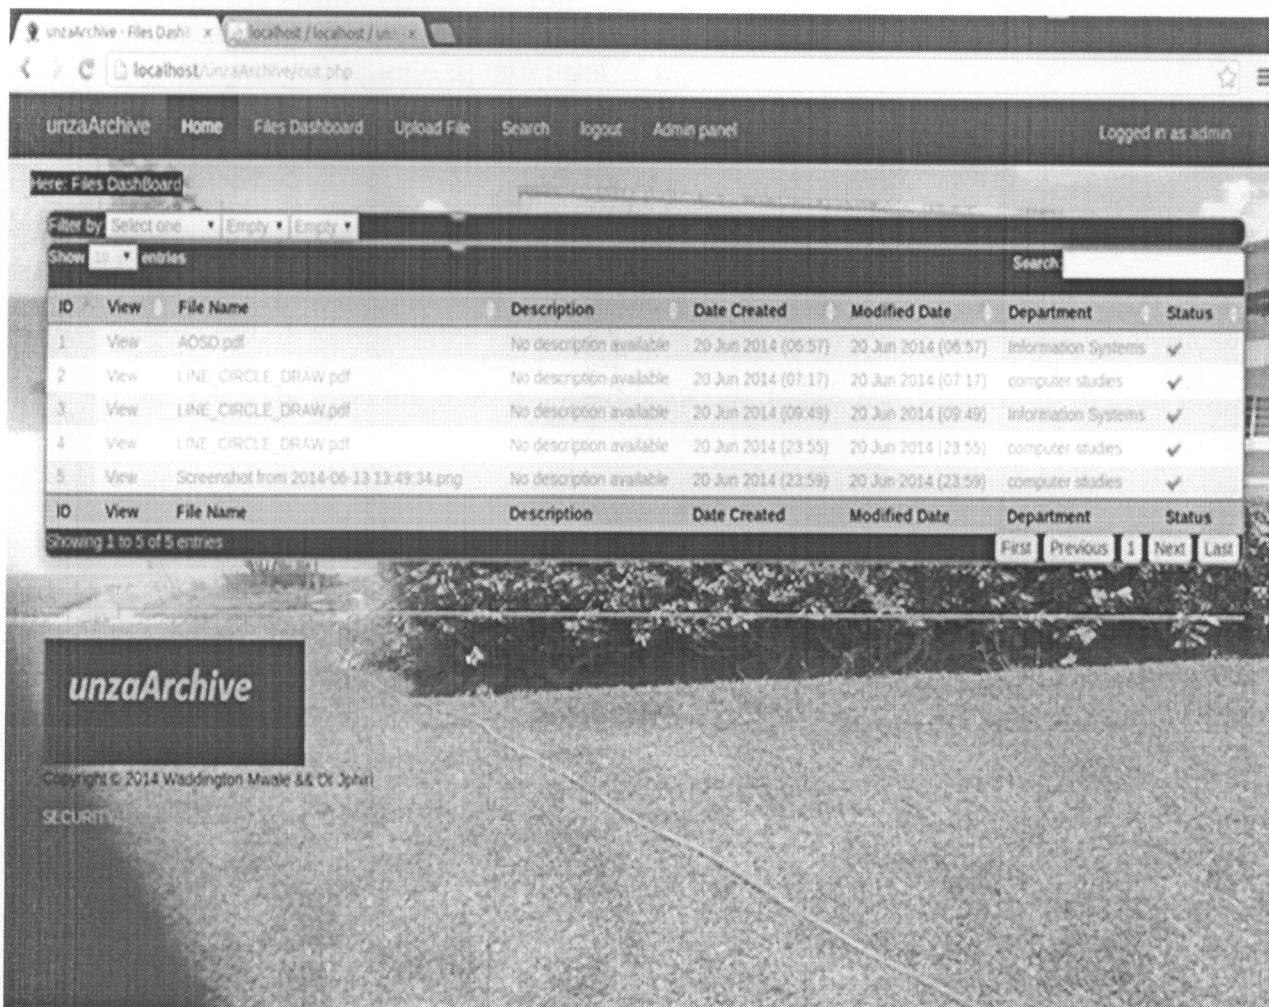 unzaArchive - Files Dashb × localhost / localhost / unz ×
localhost/unzaArchive/out.php
unzaArchive Home Files Dashboard Upload File Search logout Admin panel Logged in as admin
Here: Files DashBoard
Filter by Select one Empty Empty
Show 10 entries Search
ID View File Name Description Date Created Modified Date Department Status
1 View AOSD.pdf No description available 20 Jun 2014 (06:57) 20 Jun 2014 (06:57) Information Systems ✔
2 View LINE_CIRCLE_DRAW.pdf No description available 20 Jun 2014 (07:17) 20 Jun 2014 (07:17) computer studies ✔
3 View LINE_CIRCLE_DRAW.pdf No description available 20 Jun 2014 (09:49) 20 Jun 2014 (09:49) Information Systems ✔
4 View LINE_CIRCLE_DRAW.pdf No description available 20 Jun 2014 (23:55) 20 Jun 2014 (23:55) computer studies ✔
5 View Screenshot from 2014-06-13 13:49:34.png No description available 20 Jun 2014 (23:59) 20 Jun 2014 (23:59) computer studies ✔
ID View File Name Description Date Created Modified Date Department Status
Showing 1 to 5 of 5 entries First Previous 1 Next Last
unzaArchive
Copyright © 2014 Waddington Mwale && Dr Johiri
SECURITY